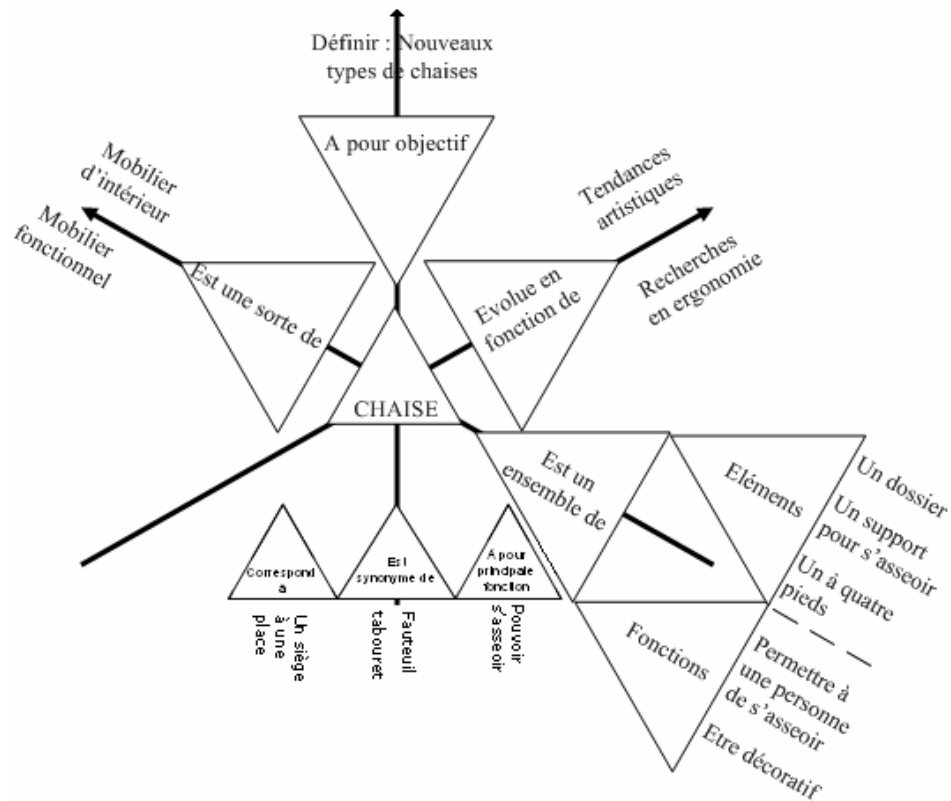 Définir : Nouveaux
types de chaises
A pour objectif
Mobilier
d'intérieur
Mobilier
fonctionnel
Est une sorte de
Tendances
artistiques
Recherches
en ergonomie
Evolue en
fonction de
CHAISE
Est un
ensemble de
Eléments
Un dossier
Un support
pour s'asseoir
Un à quatre
pieds
Fonctions
Permettre à
une personne
de s'asseoir
Etre décoratif
Correspond
à
Un siège
à une
place
Est
synonyme de
Fauteuil
tabouret
A pour
principale
fonction
Pouvoir
s'asseoir